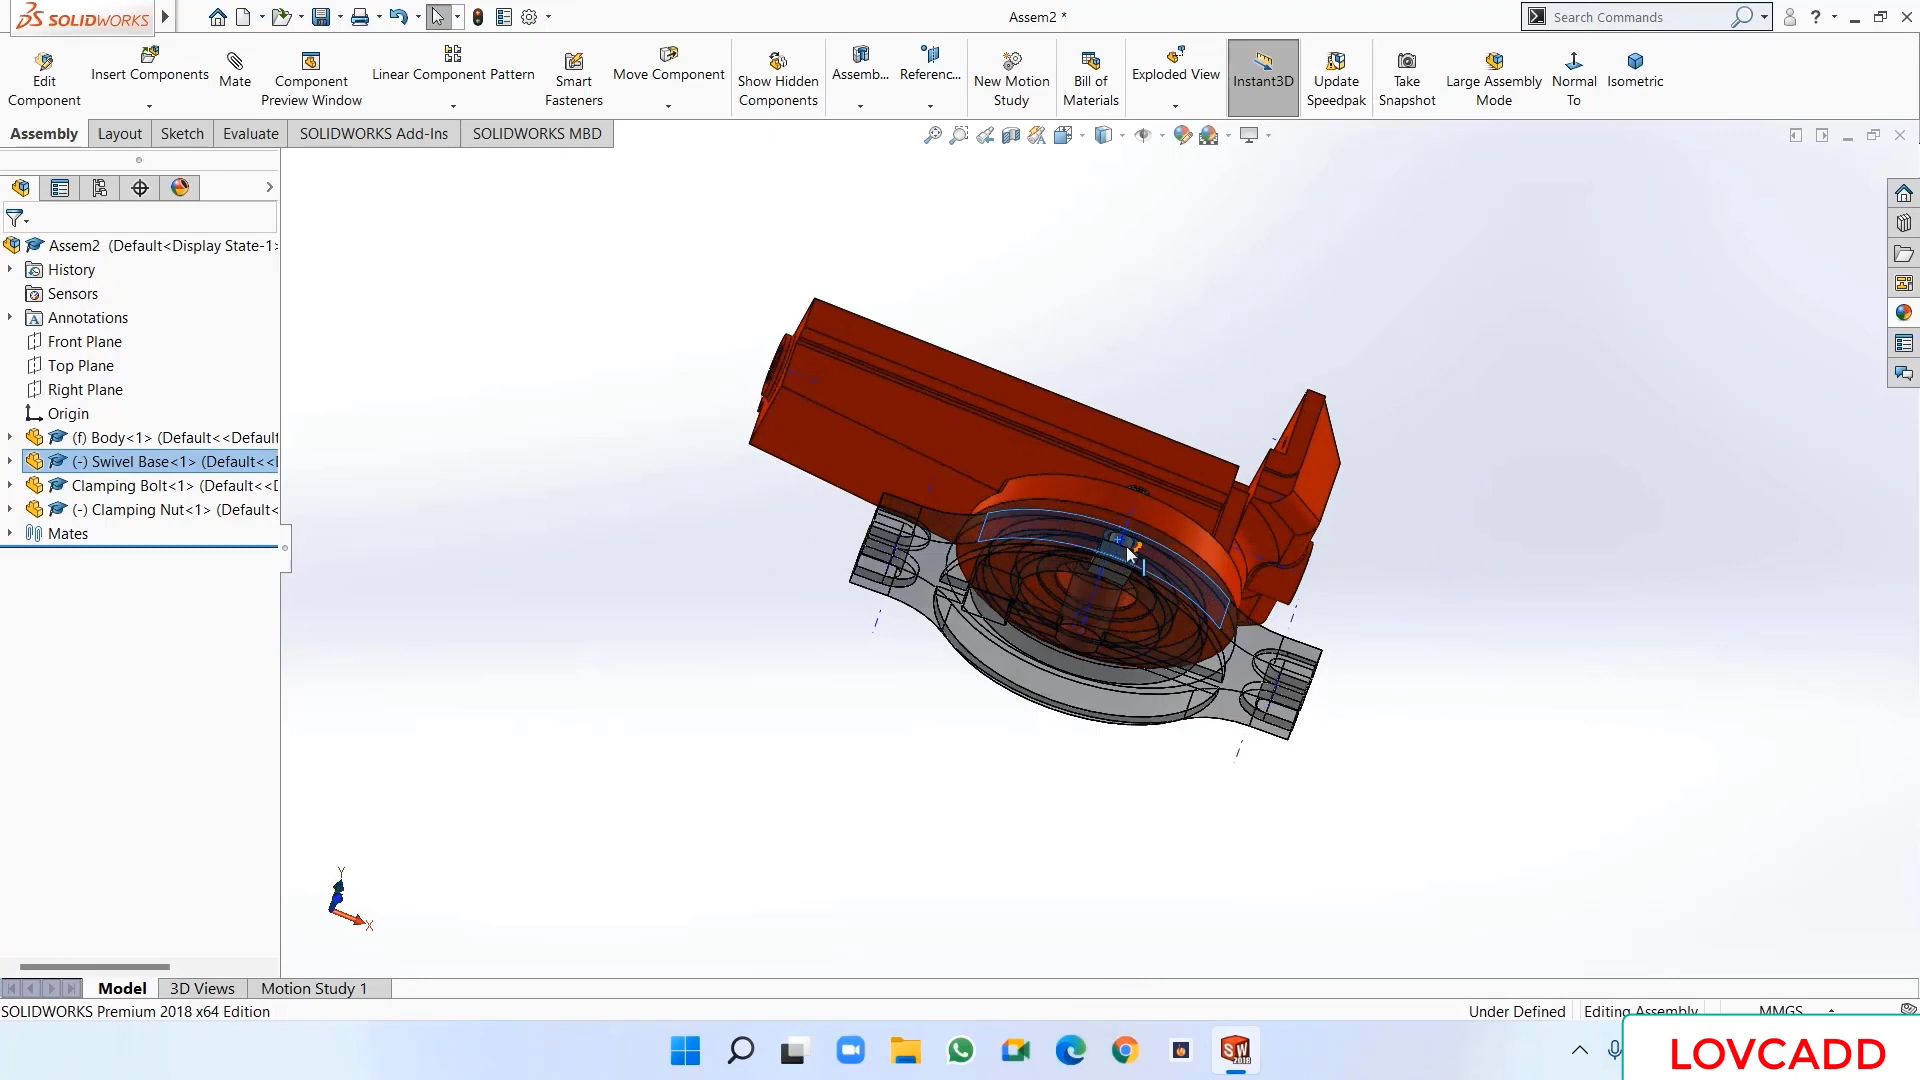 SOLIDWORKS
Assem2 *
Search Commands
Edit Component
Insert Components
Mate
Component Preview Window
Linear Component Pattern
Smart Fasteners
Move Component
Show Hidden Components
Assemb...
Referenc...
New Motion Study
Bill of Materials
Exploded View
Instant3D
Update Speedpak
Take Snapshot
Large Assembly Mode
Normal To
Isometric
Assembly
Layout
Sketch
Evaluate
SOLIDWORKS Add-Ins
SOLIDWORKS MBD
Assem2 (Default<Display State-1>
History
Sensors
Annotations
Front Plane
Top Plane
Right Plane
Origin
(f) Body<1> (Default<<Default
(-) Swivel Base<1> (Default<<
Clamping Bolt<1> (Default<<
(-) Clamping Nut<1> (Default<
Mates
Y
X
Model
3D Views
Motion Study 1
SOLIDWORKS Premium 2018 x64 Edition
Under Defined
Editing Assembly
MMGS
SW
2018
LOVCADD